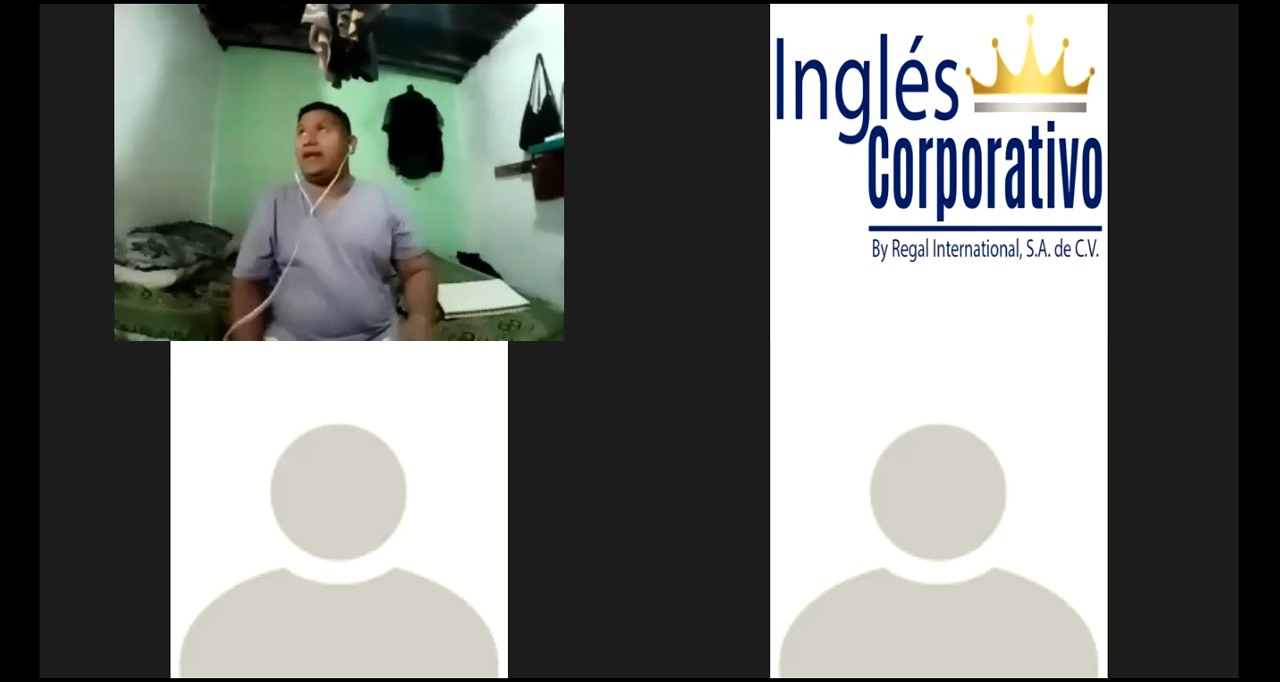 Inglés
Corporativo
By Regal International, S.A. de C.V.